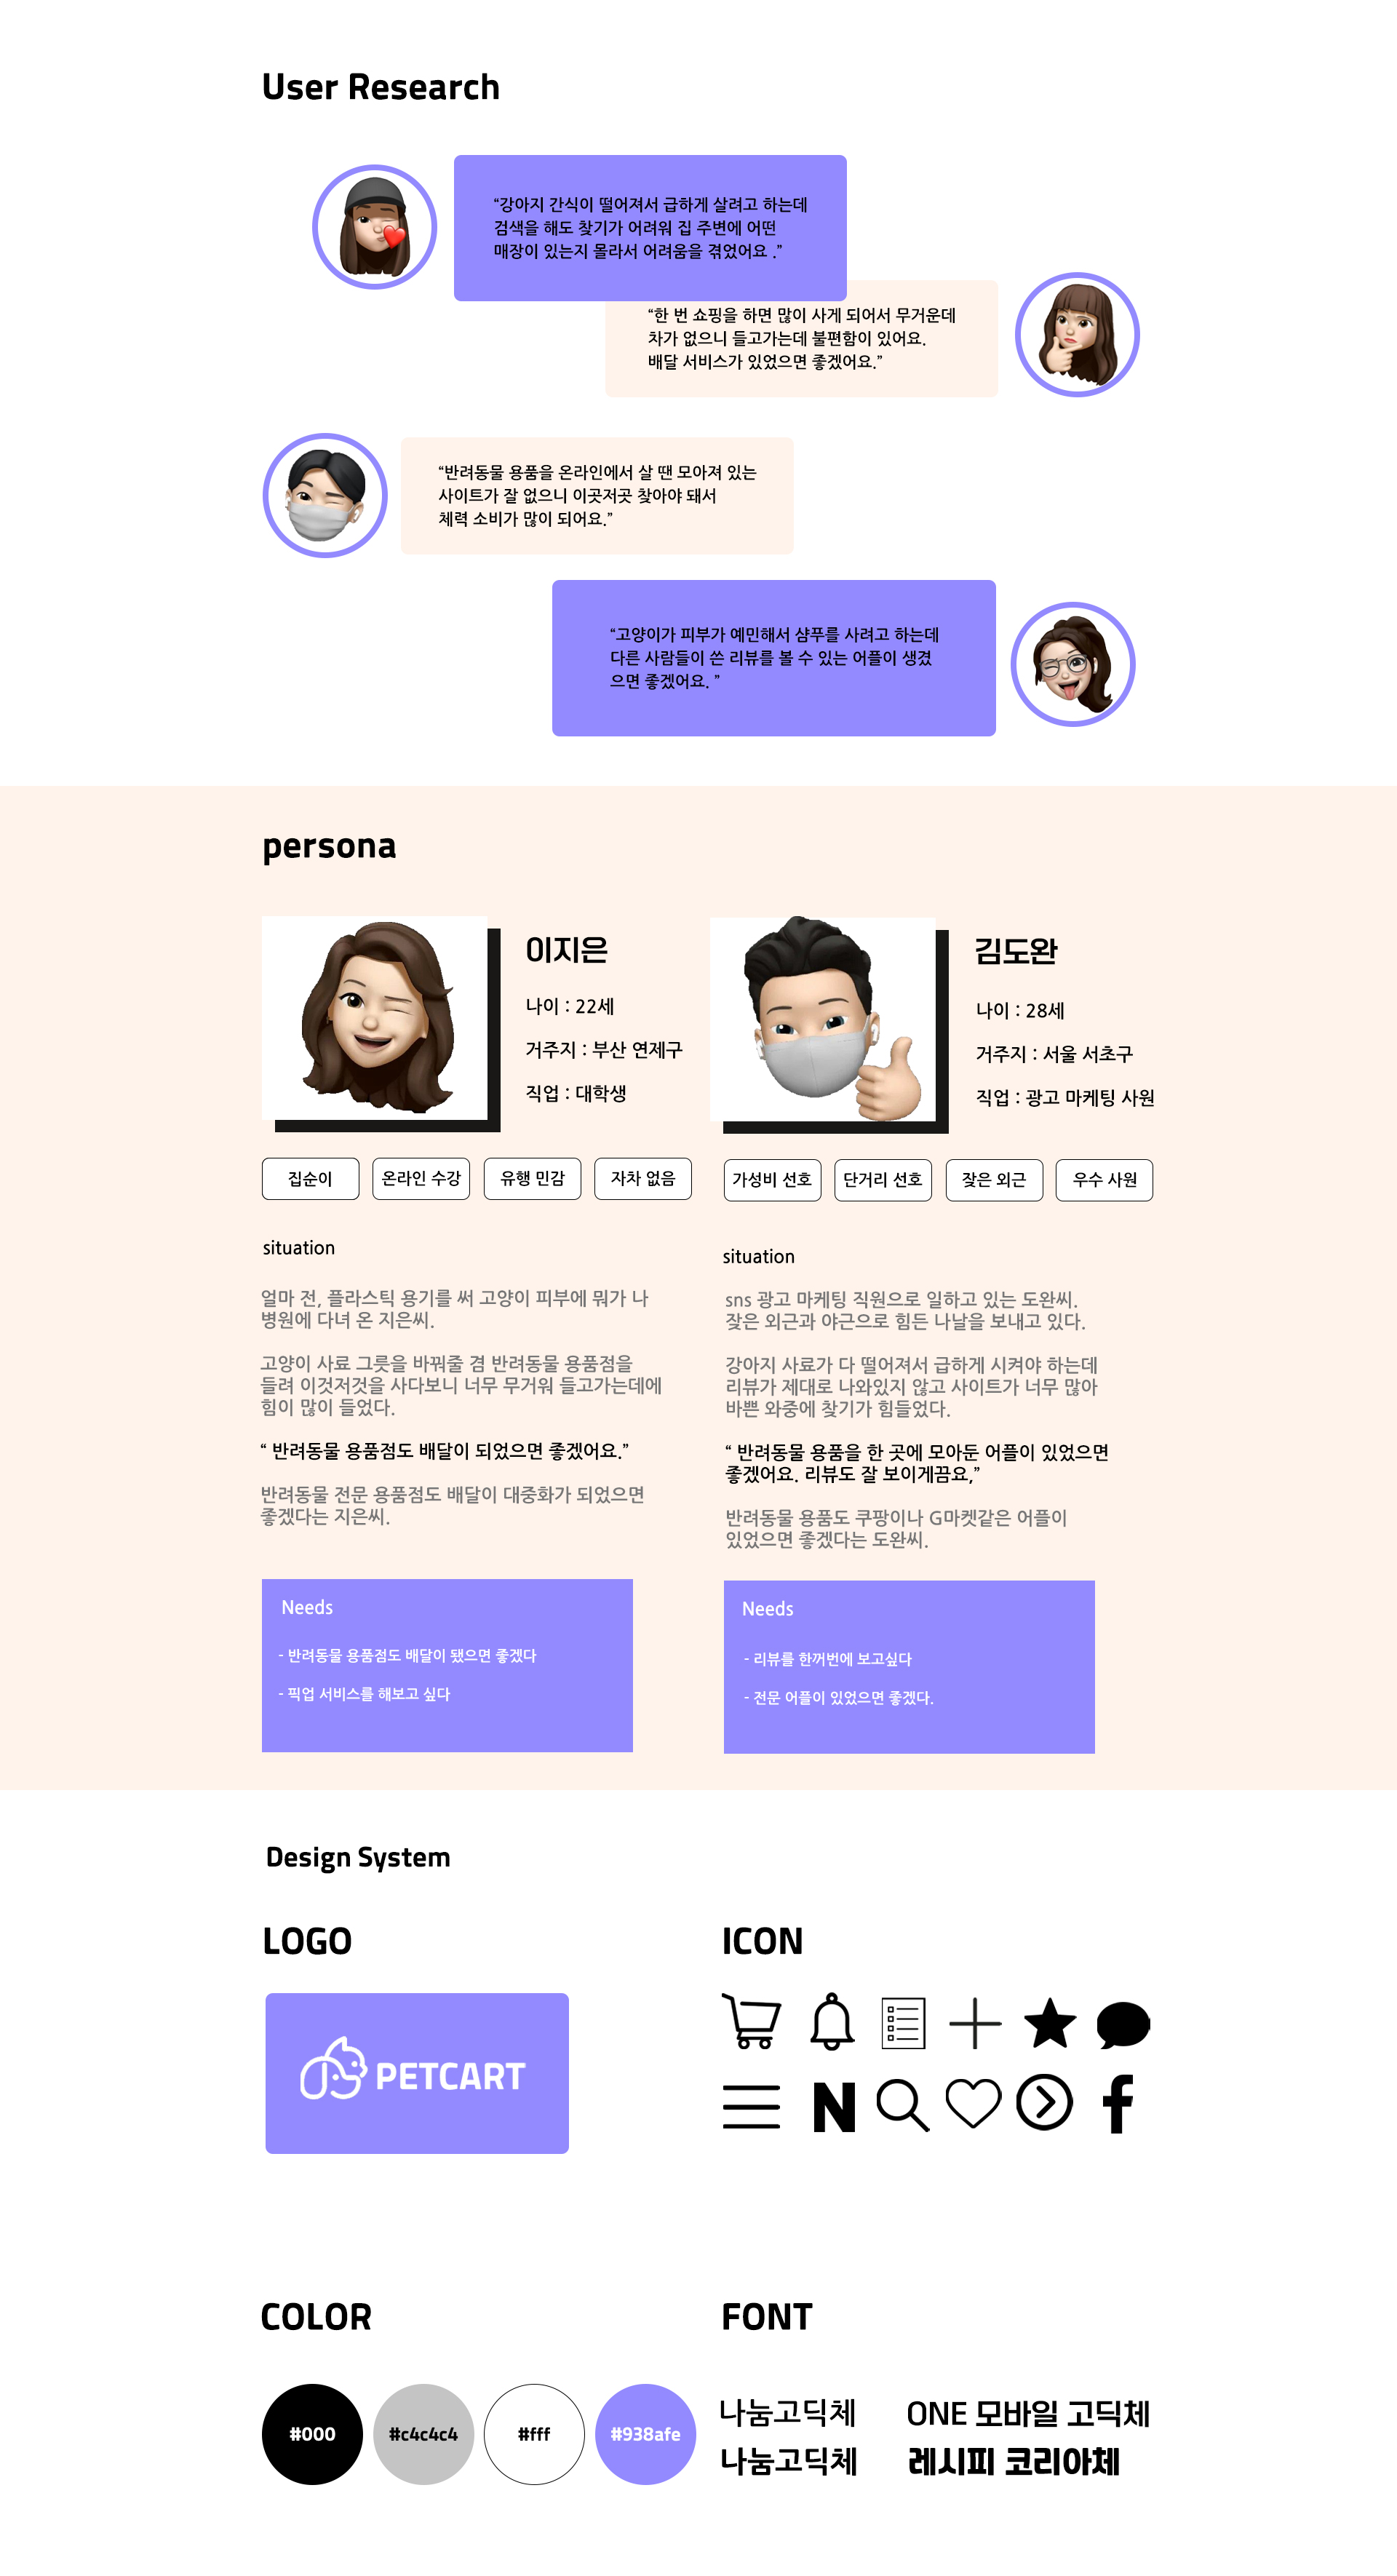 User Research
“강아지 간식이 떨어져서 급하게 살려고 하는데
검색을 해도 찾기가 어려워 집 주변에 어떤
매장이 있는지 몰라서 어려움을 겪었어요 .”
“한 번 쇼핑을 하면 많이 사게 되어서 무거운데
차가 없으니 들고가는데 불편함이 있어요.
배달 서비스가 있었으면 좋겠어요.”
“반려동물 용품을 온라인에서 살 땐 모아져 있는
사이트가 잘 없으니 이곳저곳 찾아야 돼서
체력 소비가 많이 되어요.”
“고양이가 피부가 예민해서 샴푸를 사려고 하는데
다른 사람들이 쓴 리뷰를 볼 수 있는 어플이 생겼
으면 좋겠어요. ”
persona
이지은
나이 : 22세
거주지 : 부산 연제구
직업 : 대학생
집순이
온라인 수강
유행 민감
자차 없음
situation
얼마 전, 플라스틱 용기를 써 고양이 피부에 뭐가 나
병원에 다녀 온 지은씨.
고양이 사료 그릇을 바꿔줄 겸 반려동물 용품점을
들려 이것저것을 사다보니 너무 무거워 들고가는데에
힘이 많이 들었다.
“ 반려동물 용품점도 배달이 되었으면 좋겠어요.”
반려동물 전문 용품점도 배달이 대중화가 되었으면
좋겠다는 지은씨.
Needs
- 반려동물 용품점도 배달이 됐으면 좋겠다
- 픽업 서비스를 해보고 싶다
김도완
나이 : 28세
거주지 : 서울 서초구
직업 : 광고 마케팅 사원
가성비 선호
단거리 선호
잦은 외근
우수 사원
situation
sns 광고 마케팅 직원으로 일하고 있는 도완씨.
잦은 외근과 야근으로 힘든 나날을 보내고 있다.
강아지 사료가 다 떨어져서 급하게 시켜야 하는데
리뷰가 제대로 나와있지 않고 사이트가 너무 많아
바쁜 와중에 찾기가 힘들었다.
“ 반려동물 용품을 한 곳에 모아둔 어플이 있었으면
좋겠어요. 리뷰도 잘 보이게끔요,”
반려동물 용품도 쿠팡이나 G마켓같은 어플이
있었으면 좋겠다는 도완씨.
Needs
- 리뷰를 한꺼번에 보고싶다
- 전문 어플이 있었으면 좋겠다.
Design System
LOGO
PETCART
ICON
N
f
COLOR
#000
#c4c4c4
#fff
#938afe
FONT
나눔고딕체
ONE 모바일 고딕체
나눔고딕체
레시피 코리아체